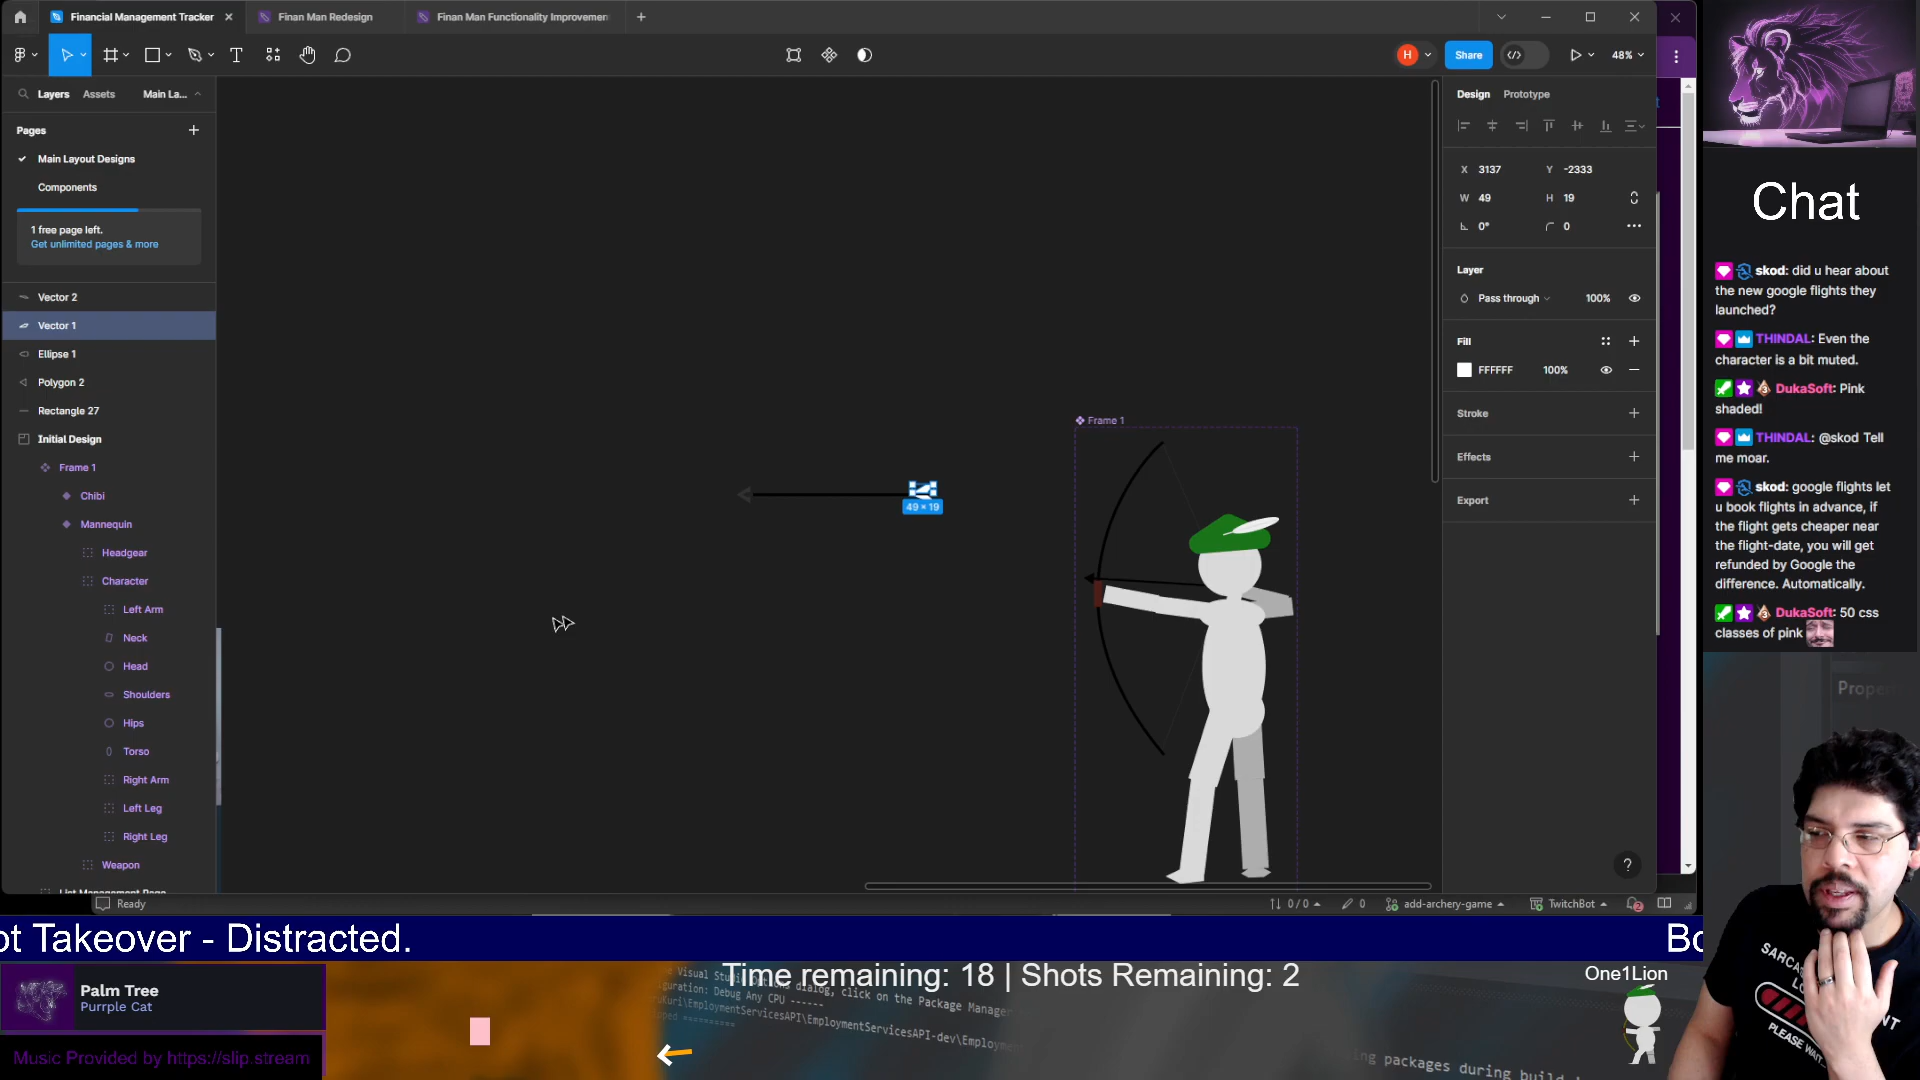 Financial Management Tracker
Finan Man Redesign
Finan Man Functionality Improvemen
H
Share
48%
Layers
Assets
Main La...
Design
Prototype
Pages
Main Layout Designs
Components
1 free page left.
Get unlimited pages & more
X 3137
Y -2333
W 49
H 19
0°
0
Layer
Pass through
100%
Fill
FFFFFF
100%
Stroke
Effects
Export
Vector 2
Vector 1
Ellipse 1
Polygon 2
Rectangle 27
Initial Design
Frame 1
Chibi
Mannequin
Headgear
Character
Left Arm
Neck
Head
Shoulders
Hips
Torso
Right Arm
Left Leg
Right Leg
Weapon
List Management Page
49 × 19
Frame 1
?
Ready
0 / 0
0
add-archery-game
TwitchBot
2
Chat
skod: did u hear about
the new google flights they
launched?
THINDAL: Even the
character is a bit muted.
DukaSoft: Pink
shaded!
THINDAL: @skod Tell
me moar.
skod: google flights let
u book flights in advance, if
the flight gets cheaper near
the flight-date, you will get
refunded by Google the
difference. Automatically.
DukaSoft: 50 css
classes of pink
ot Takeover - Distracted.
Bo
Palm Tree
Purrple Cat
Music Provided by https://slip.stream
Time remaining: 18 | Shots Remaining: 2
One1Lion
SARCA
PLEASE WAIT